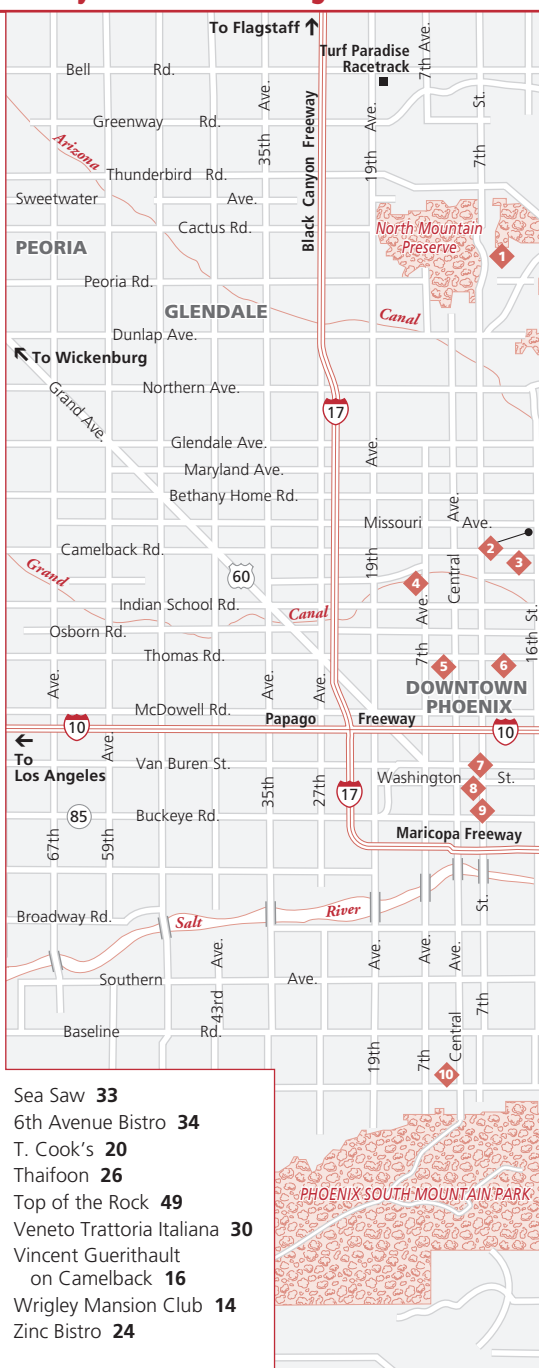 To Flagstaff ↑
Turf Paradise
Racetrack
7th Ave.
Bell Rd.
35th Ave.
Black Canyon Freeway
19th Ave.
7th St.
Greenway Rd.
Arizona
Thunderbird Rd.
Sweetwater Ave.
Cactus Rd.
North Mountain
Preserve
PEORIA
1
Peoria Rd.
GLENDALE
Canal
Dunlap Ave.
To Wickenburg
Grand Ave.
Northern Ave.
17
Glendale Ave.
Maryland Ave.
Bethany Home Rd.
19th Ave.
Central Ave.
Missouri Ave.
Camelback Rd.
2
3
Grand
60
4
Indian School Rd.
Canal
7th Ave.
16th St.
Osborn Rd.
Thomas Rd.
5
6
DOWNTOWN
PHOENIX
67th Ave.
59th Ave.
35th Ave.
27th Ave.
McDowell Rd.
Papago Freeway
10
10
←
To
Los Angeles
Van Buren St.
7
Washington St.
17
8
85
Buckeye Rd.
9
Maricopa Freeway
Broadway Rd.
Salt River
43rd Ave.
19th Ave.
7th Ave.
Central Ave.
7th St.
Southern Ave.
Baseline Rd.
10
PHOENIX SOUTH MOUNTAIN PARK
Sea Saw 33
6th Avenue Bistro 34
T. Cook's 20
Thaifoon 26
Top of the Rock 49
Veneto Trattoria Italiana 30
Vincent Guerithault
on Camelback 16
Wrigley Mansion Club 14
Zinc Bistro 24